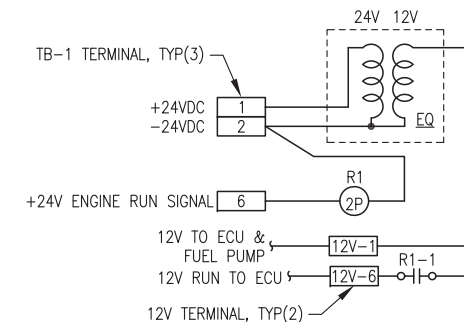 24V 12V
TB-1 TERMINAL, TYP(3)
+24VDC 1
-24VDC 2
EQ
R1
+24V ENGINE RUN SIGNAL 6 2P
12V TO ECU &
FUEL PUMP 12V-1
R1-1
12V RUN TO ECU 12V-6
12V TERMINAL, TYP(2)